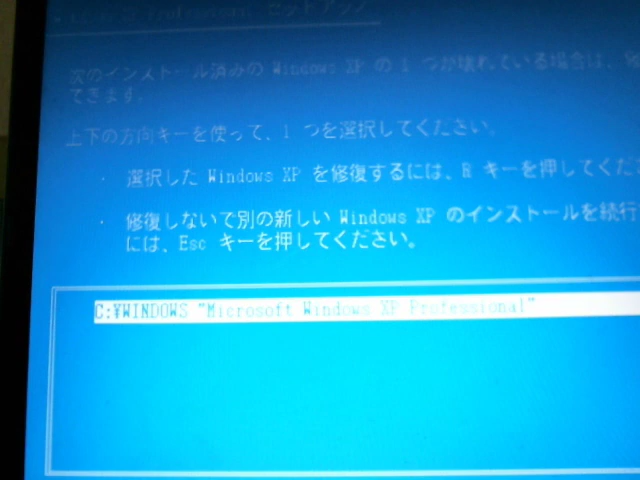 Professional セットアップ
次のインストール済みの Windows XP の 1 つが壊れている場合は、
できます。
上下の方向キーを使って、1 つを選択してください。
・ 選択した Windows XP を修復するには、R キーを押してくだ
・ 修復しないで別の新しい Windows XP のインストールを続行
には、Esc キーを押してください。
C:¥WINDOWS "Microsoft Windows XP Professional"